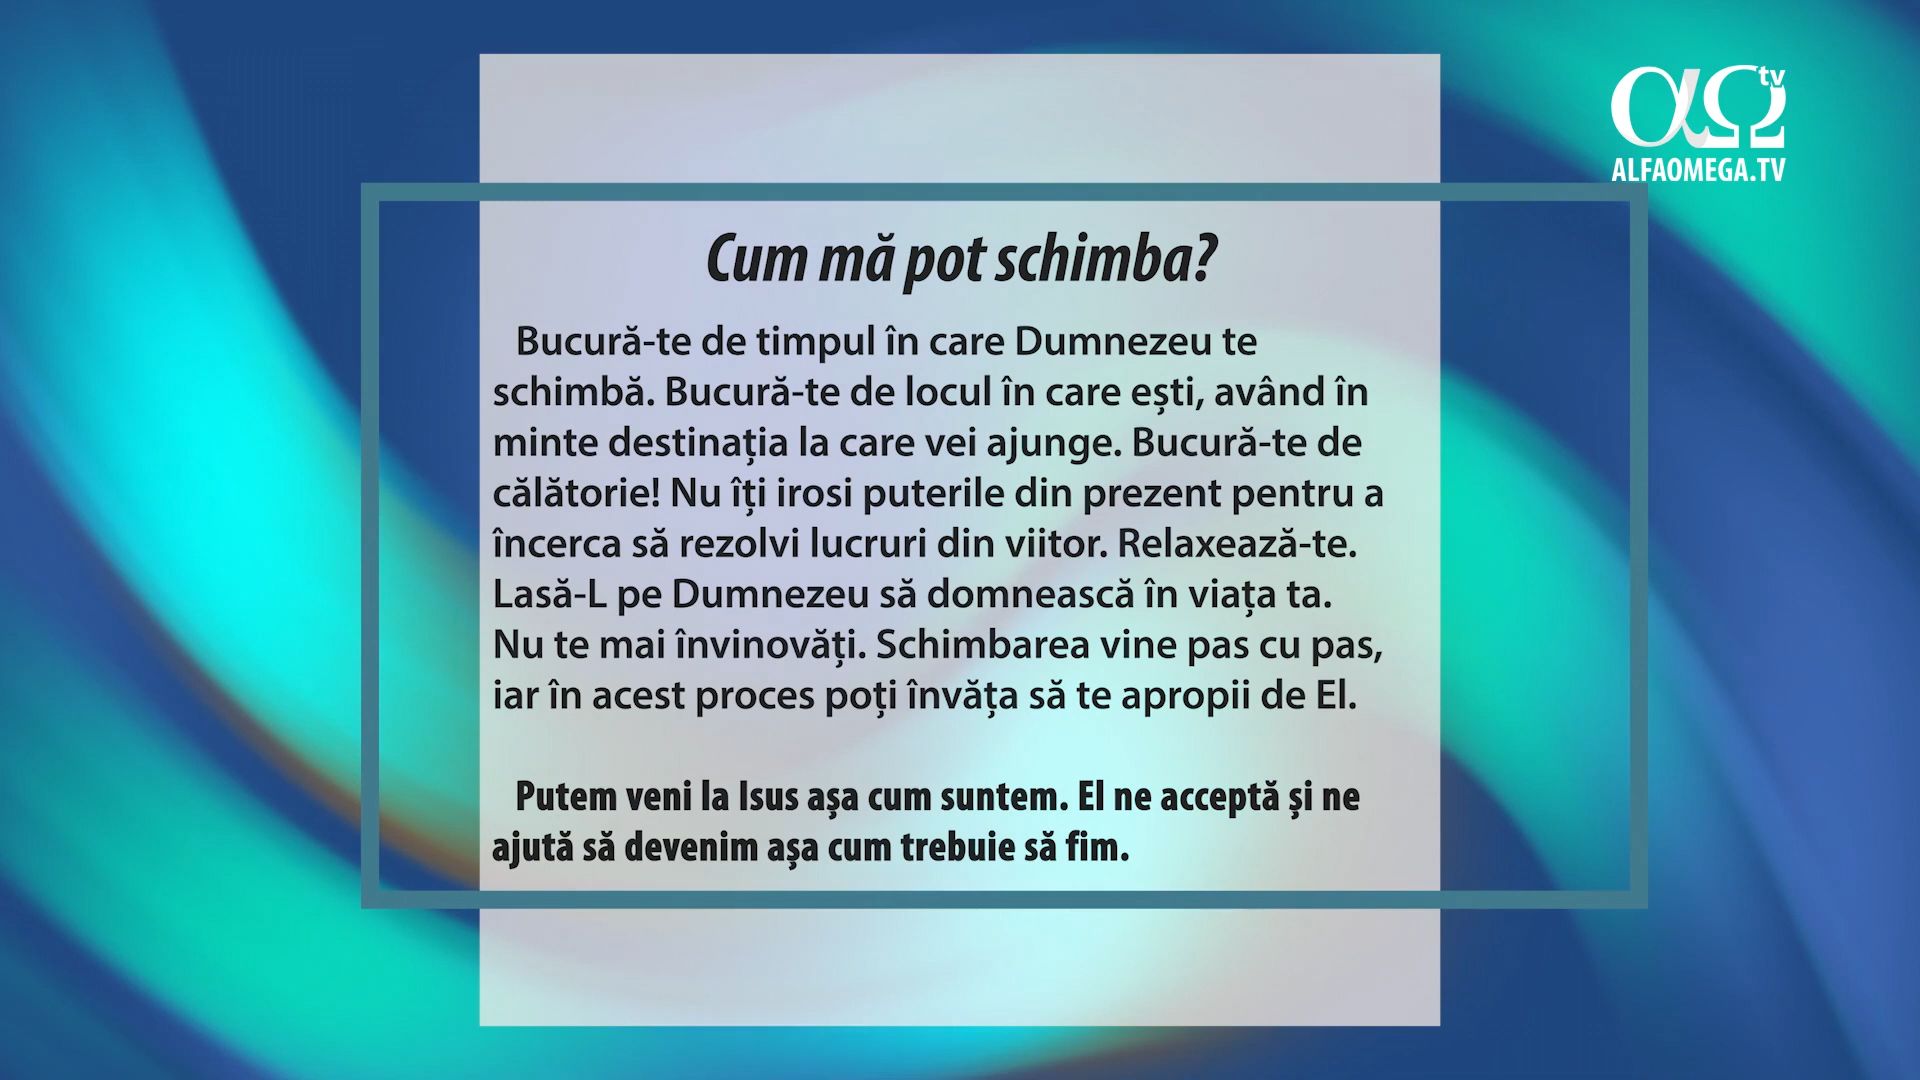 αΩ tv
ALFAOMEGA.TV
Cum mă pot schimba?
Bucură-te de timpul în care Dumnezeu te
schimbă. Bucură-te de locul în care ești, având în
minte destinația la care vei ajunge. Bucură-te de
călătorie! Nu îți irosi puterile din prezent pentru a
încerca să rezolvi lucruri din viitor. Relaxează-te.
Lasă-L pe Dumnezeu să domnească în viața ta.
Nu te mai învinovăți. Schimbarea vine pas cu pas,
iar în acest proces poți învăța să te apropii de El.
Putem veni la Isus așa cum suntem. El ne acceptă și ne
ajută să devenim așa cum trebuie să fim.